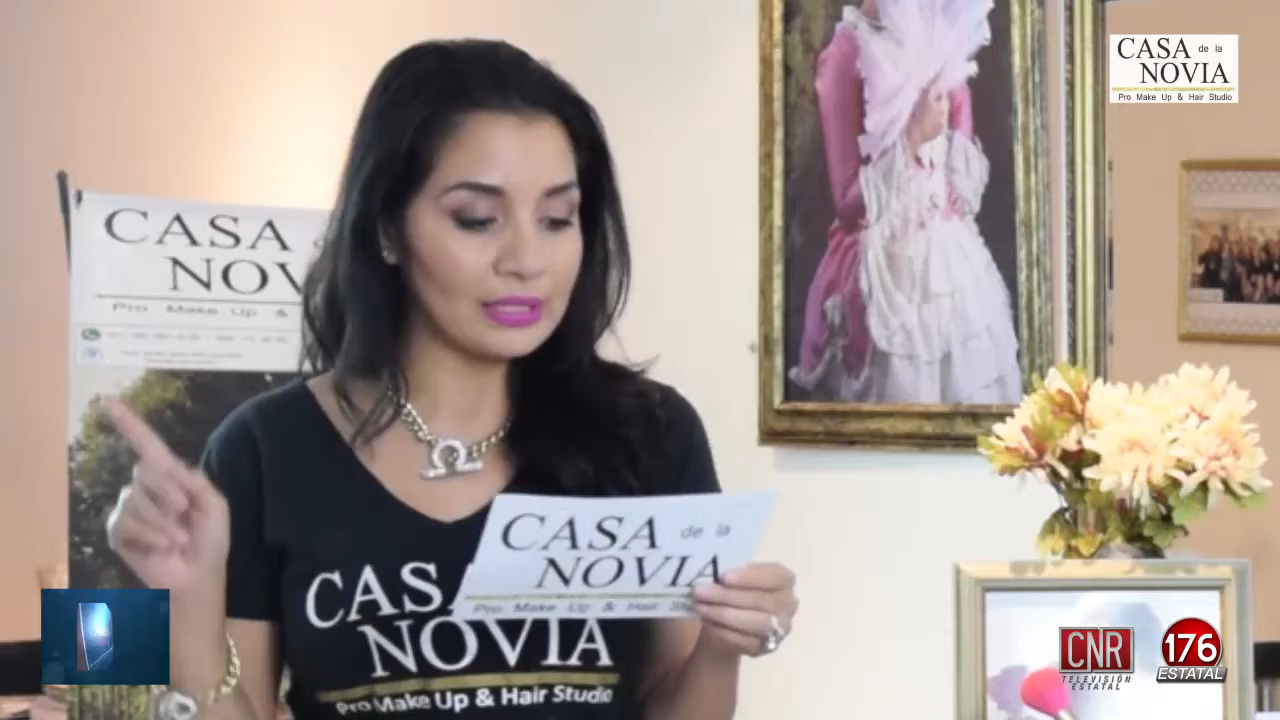 CASA de la
NOVIA
Pro Make Up & Hair Studio
CASA
NOV
Pro Make Up &
CASA de la
NOVIA
Pro Make Up & Hair
CASA
NOVIA
Pro Make Up & Hair Studio
CNR
TELEVISIÓN
ESTATAL
176
ESTATAL